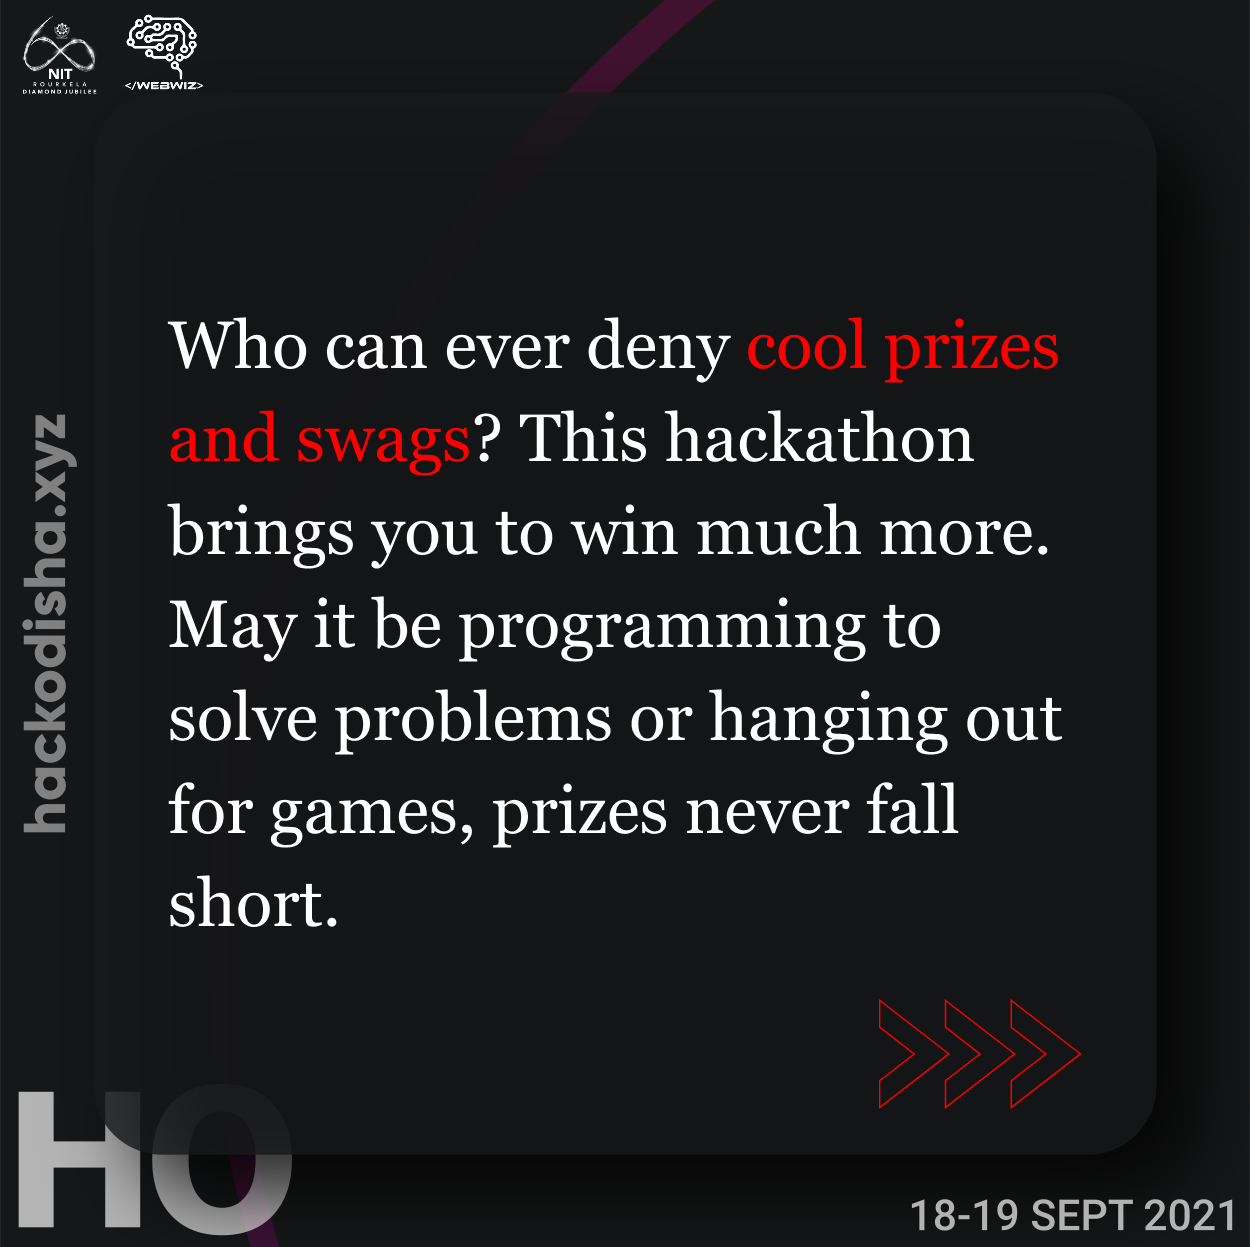 NIT
ROURKELA
DIAMOND JUBILEE
</WEBWIZ>
Who can ever deny cool prizes
and swags? This hackathon
brings you to win much more.
May it be programming to
solve problems or hanging out
for games, prizes never fall
short.
hackodisha.xyz
HO
18-19 SEPT 2021